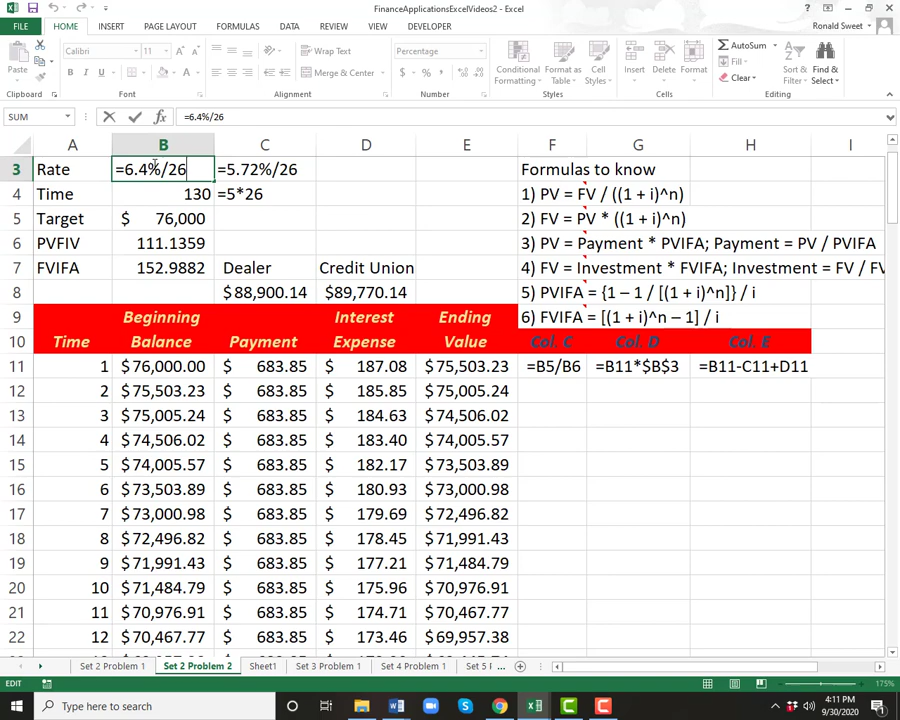 FinanceApplicationsExcelVideos2 - Excel
FILE HOME INSERT PAGE LAYOUT FORMULAS DATA REVIEW VIEW DEVELOPER Ronald Sweet
Calibri 11 Wrap Text Percentage AutoSum
Paste Merge & Center Conditional Formatting Format as Table Cell Styles Insert Delete Format Fill Clear Sort & Filter Find & Select
Clipboard Font Alignment Number Styles Cells Editing
SUM =6.4%/26
A B C D E F G H I
3 Rate =6.4%/26 =5.72%/26 Formulas to know
4 Time 130 =5*26 1) PV = FV / ((1 + i)^n)
5 Target $ 76,000 2) FV = PV * ((1 + i)^n)
6 PVFIV 111.1359 3) PV = Payment * PVIFA; Payment = PV / PVIFA
7 FVIFA 152.9882 Dealer Credit Union 4) FV = Investment * FVIFA; Investment = FV / FV
8 $88,900.14 $89,770.14 5) PVIFA = {1 – 1 / [(1 + i)^n]} / i
9 Beginning Interest Ending 6) FVIFA = [(1 + i)^n – 1] / i
10 Time Balance Payment Expense Value Col. C Col. D Col. E
11 1 $76,000.00 $ 683.85 $ 187.08 $75,503.23 =B5/B6 =B11*$B$3 =B11-C11+D11
12 2 $75,503.23 $ 683.85 $ 185.85 $75,005.24
13 3 $75,005.24 $ 683.85 $ 184.63 $74,506.02
14 4 $74,506.02 $ 683.85 $ 183.40 $74,005.57
15 5 $74,005.57 $ 683.85 $ 182.17 $73,503.89
16 6 $73,503.89 $ 683.85 $ 180.93 $73,000.98
17 7 $73,000.98 $ 683.85 $ 179.69 $72,496.82
18 8 $72,496.82 $ 683.85 $ 178.45 $71,991.43
19 9 $71,991.43 $ 683.85 $ 177.21 $71,484.79
20 10 $71,484.79 $ 683.85 $ 175.96 $70,976.91
21 11 $70,976.91 $ 683.85 $ 174.71 $70,467.77
22 12 $70,467.77 $ 683.85 $ 173.46 $69,957.38
Set 2 Problem 1 Set 2 Problem 2 Sheet1 Set 3 Problem 1 Set 4 Problem 1 Set 5 F ...
EDIT 175%
Type here to search 4:11 PM
9/30/2020